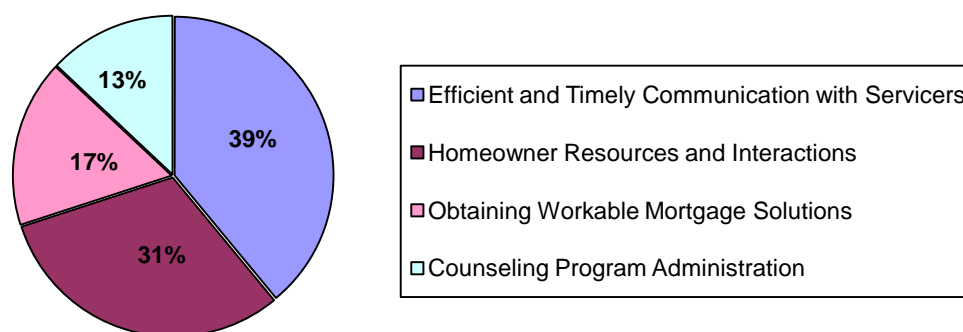 13%
39%
17%
31%
Efficient and Timely Communication with Servicers
Homeowner Resources and Interactions
Obtaining Workable Mortgage Solutions
Counseling Program Administration